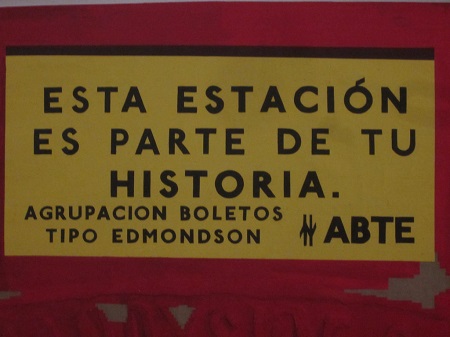 ESTA ESTACIÓN
ES PARTE DE TU
HISTORIA.
AGRUPACION BOLETOS
TIPO EDMONDSON
ABTE